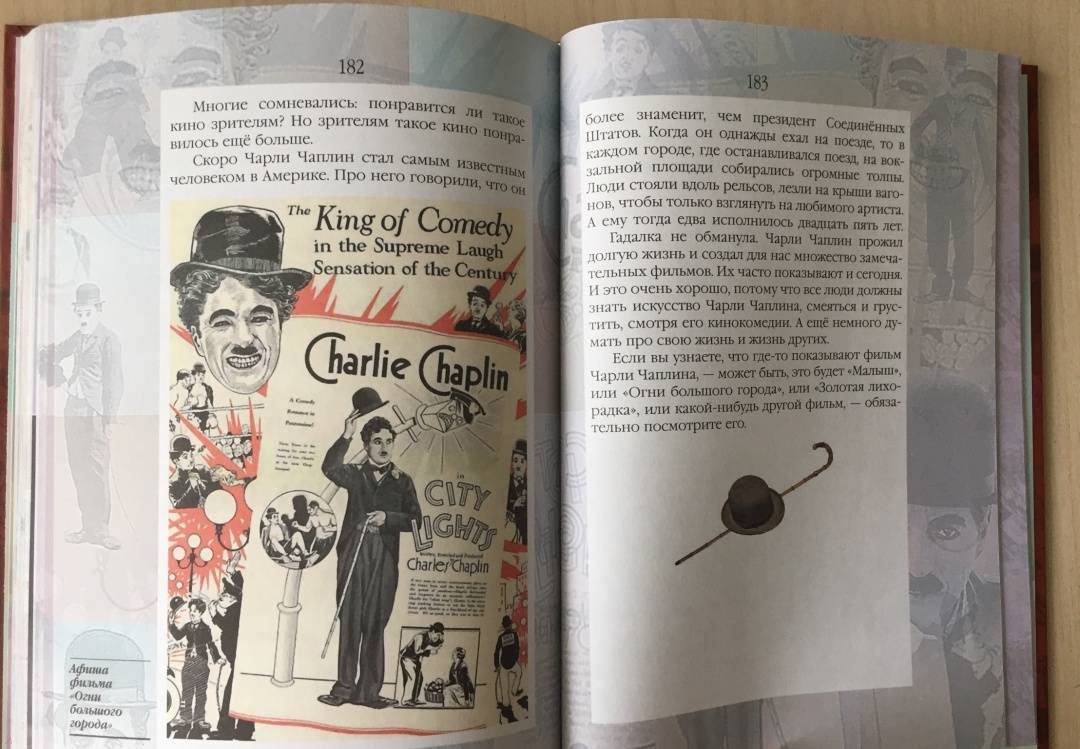 182
Многие сомневались: понравится ли такое
кино зрителям? Но зрителям такое кино понра-
вилось ещё больше.
Скоро Чарли Чаплин стал самым известным
человеком в Америке. Про него говорили, что он
The King of Comedy
in the Supreme Laugh
Sensation of the Century
Charlie Chaplin
A Comedy
Romance in
Pantomime
in
CITY
LIGHTS
Written, Directed and Produced
Charles Chaplin
Афиша
фильма
«Огни
большого
города»
183
более знаменит, чем президент Соединённых
Штатов. Когда он однажды ехал на поезде, то в
каждом городе, где останавливался поезд, на вок-
зальной площади собирались огромные толпы.
Люди стояли вдоль рельсов, лезли на крыши ваго-
нов, чтобы только взглянуть на любимого артиста.
А ему тогда едва исполнилось двадцать пять лет.
Гадалка не обманула. Чарли Чаплин прожил
долгую жизнь и создал для нас множество замеча-
тельных фильмов. Их часто показывают и сегодня.
И это очень хорошо, потому что все люди должны
знать искусство Чарли Чаплина, смеяться и грус-
тить, смотря его кинокомедии. А ещё немного ду-
мать про свою жизнь и жизнь других.
Если вы узнаете, что где-то показывают фильм
Чарли Чаплина, — может быть, это будет «Малыш»,
или «Огни большого города», или «Золотая лихо-
радка», или какой-нибудь другой фильм, — обяза-
тельно посмотрите его.